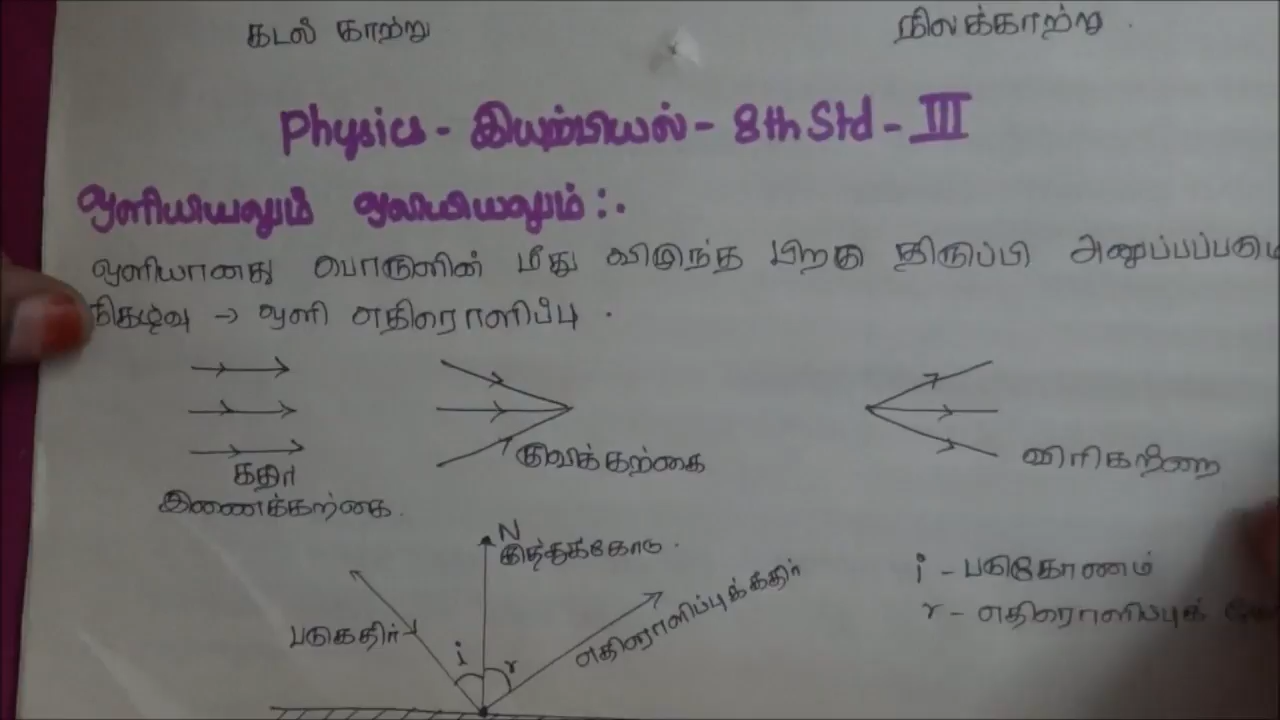 கடல் காற்று
நிலக்காற்று.
Physics - இயற்பியல் - 8th Std - III
ஒளியியலும் ஒலியியலும் :.
ஒளியானது பொருளின் மீது விழுந்த பிறகு திருப்பி அனுப்பப்படும்
நிகழ்வு → ஒளி எதிரொளிப்பு .
கதிர்
இணைக்கற்றை.
குவிக்கற்றை
N
குத்துக்கோடு.
படுகதிர்
i
r
எதிரொளிப்புக்கதிர்
i - படுகோணம்
r - எதிரொளிப்புக்